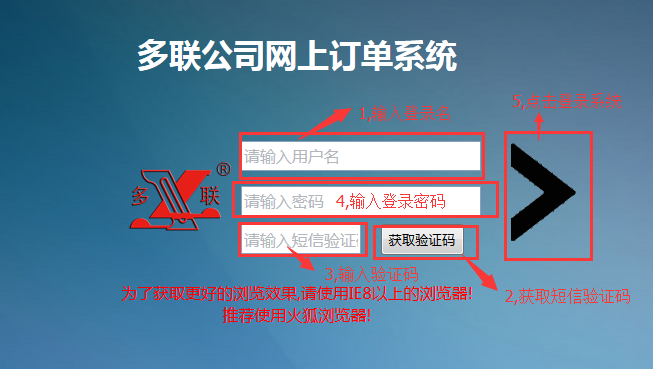 多联公司网上订单系统
5,点击登录系统
1,输入登录名
请输入用户名
®
多 联
请输入密码 4,输入登录密码
请输入短信验证码 获取验证码
3,输入验证码
为了获取更好的浏览效果,请使用IE8以上的浏览器!
2,获取短信验证码
推荐使用火狐浏览器!